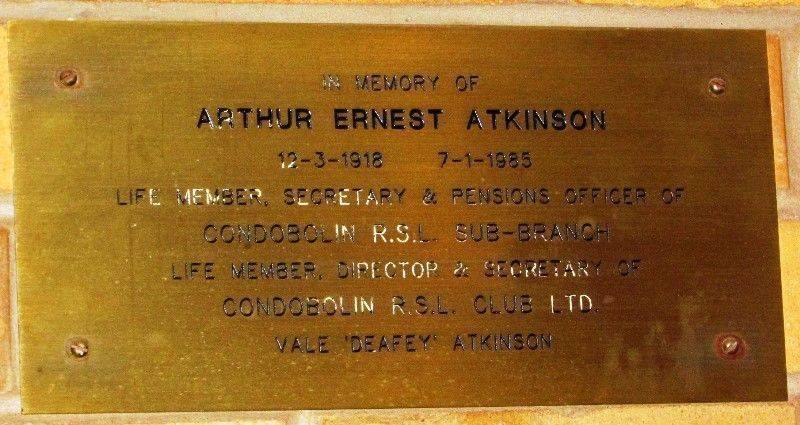 IN MEMORY OF
ARTHUR ERNEST ATKINSON
12-3-1918 7-1-1985
LIFE MEMBER, SECRETARY & PENSIONS OFFICER OF
CONDOBOLIN R.S.L. SUB-BRANCH
LIFE MEMBER, DIRECTOR & SECRETARY OF
CONDOBOLIN R.S.L. CLUB LTD.
VALE 'DEAFEY' ATKINSON